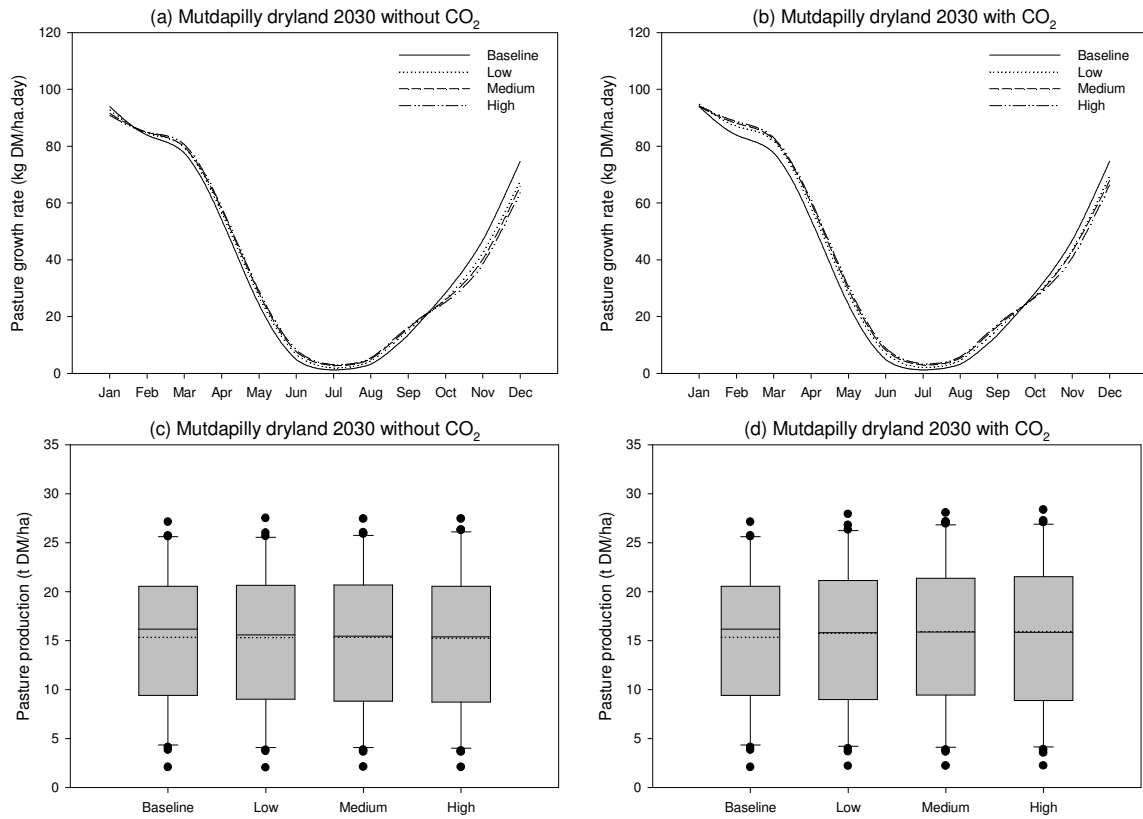 (a) Mutdapilly dryland 2030 without CO₂
120
100
80
60
40
20
0
Pasture growth rate (kg DM/ha.day)
Baseline
Low
Medium
High
Jan Feb Mar Apr May Jun Jul Aug Sep Oct Nov Dec
(b) Mutdapilly dryland 2030 with CO₂
120
100
80
60
40
20
0
Pasture growth rate (kg DM/ha.day)
Baseline
Low
Medium
High
Jan Feb Mar Apr May Jun Jul Aug Sep Oct Nov Dec
(c) Mutdapilly dryland 2030 without CO₂
35
30
25
20
15
10
5
0
Pasture production (t DM/ha)
Baseline Low Medium High
(d) Mutdapilly dryland 2030 with CO₂
35
30
25
20
15
10
5
0
Pasture production (t DM/ha)
Baseline Low Medium High